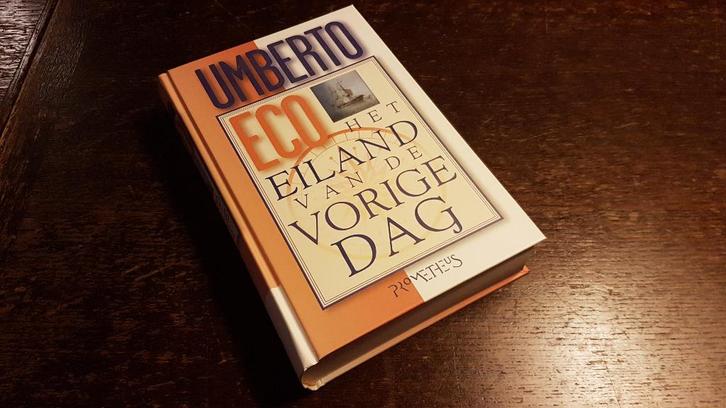 UMBERTO
ECO
HET
EILAND
VAN DE
VORIGE
DAG
PROMETHEUS